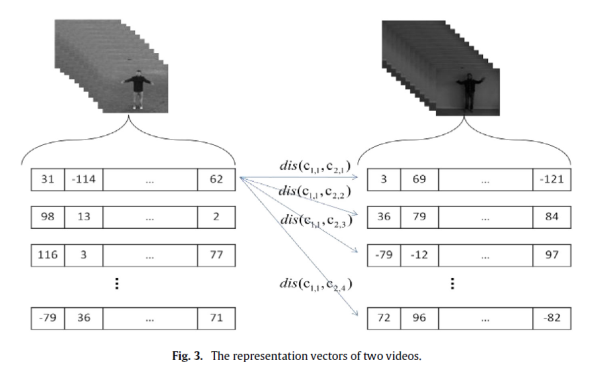 dis(c1,1,c2,1)
31 -114 ... 62 3 69 ... -121
dis(c1,1,c2,2)
98 13 ... 2 36 79 ... 84
dis(c1,1,c2,3)
116 3 ... 77 -79 -12 ... 97
⋮ ⋮
dis(c1,1,c2,4)
-79 36 ... 71 72 96 ... -82
Fig. 3. The representation vectors of two videos.